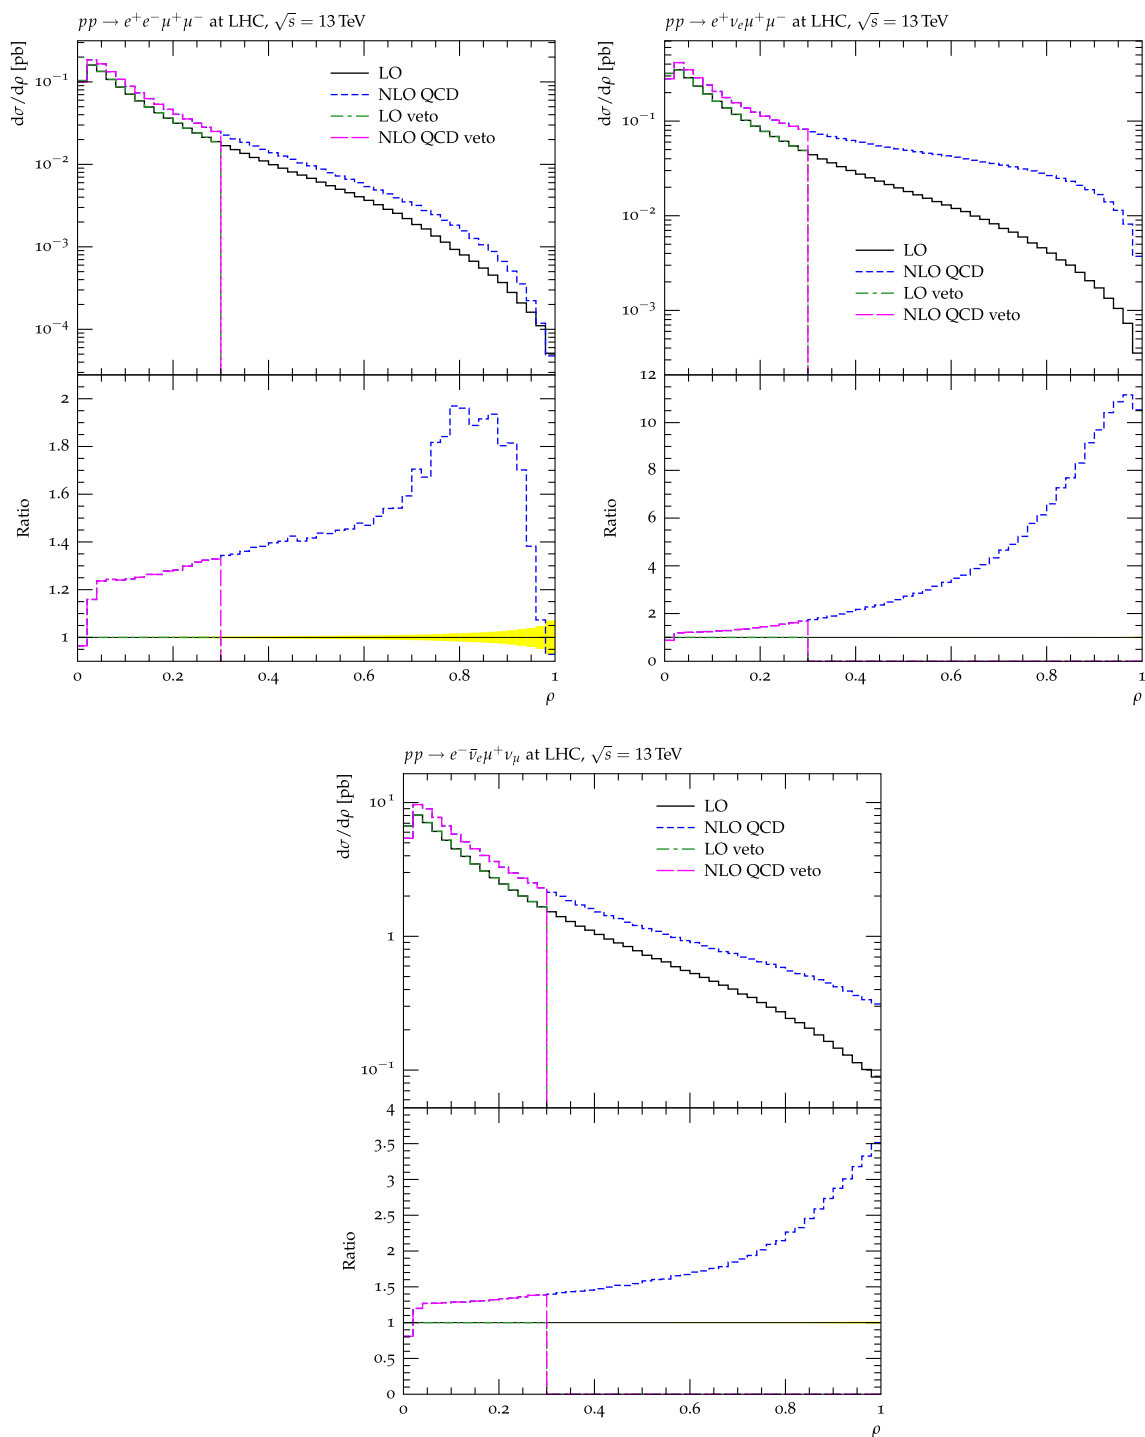 pp → e⁺e⁻μ⁺μ⁻ at LHC, √s = 13 TeV
dσ/dρ [pb]
10⁻¹
10⁻²
10⁻³
10⁻⁴
LO
NLO QCD
LO veto
NLO QCD veto
Ratio
2
1.8
1.6
1.4
1.2
1
0 0.2 0.4 0.6 0.8 1
ρ
pp → e⁺νₑμ⁺μ⁻ at LHC, √s = 13 TeV
dσ/dρ [pb]
10⁻¹
10⁻²
10⁻³
LO
NLO QCD
LO veto
NLO QCD veto
Ratio
12
10
8
6
4
2
0
0 0.2 0.4 0.6 0.8 1
ρ
pp → e⁻ν̄ₑμ⁺ν_μ at LHC, √s = 13 TeV
dσ/dρ [pb]
10¹
1
10⁻¹
LO
NLO QCD
LO veto
NLO QCD veto
Ratio
4
3.5
3
2.5
2
1.5
1
0.5
0
0 0.2 0.4 0.6 0.8 1
ρ